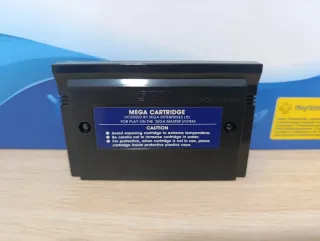 MEGA CARTRIDGE
LICENSED BY SEGA ENTERPRISES LTD.
FOR PLAY ON THE SEGA MASTER SYSTEM
CAUTION
● Avoid exposing cartridge to extreme temperatures.
● Be careful not to immerse cartridge in water.
● For protection, when cartridge is not in use, please
cartridge inside protective plastic case.